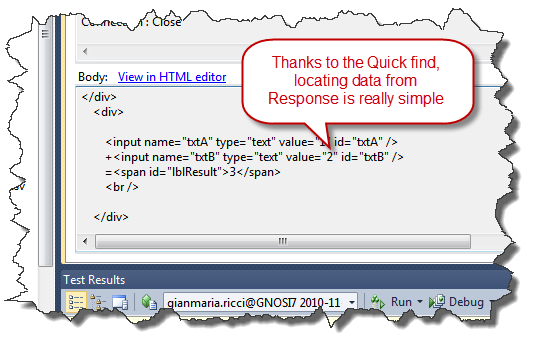 : Close
Thanks to the Quick find,
locating data from
Response is really simple
Body: View in HTML editor
</div>
<div>
<input name="txtA" type="text" value="1" id="txtA" />
+<input name="txtB" type="text" value="2" id="txtB" />
=<span id="lblResult">3</span>
<br />
</div>
Test Results
gianmaria.ricci@GNOSI7 2010-11 Run Debug